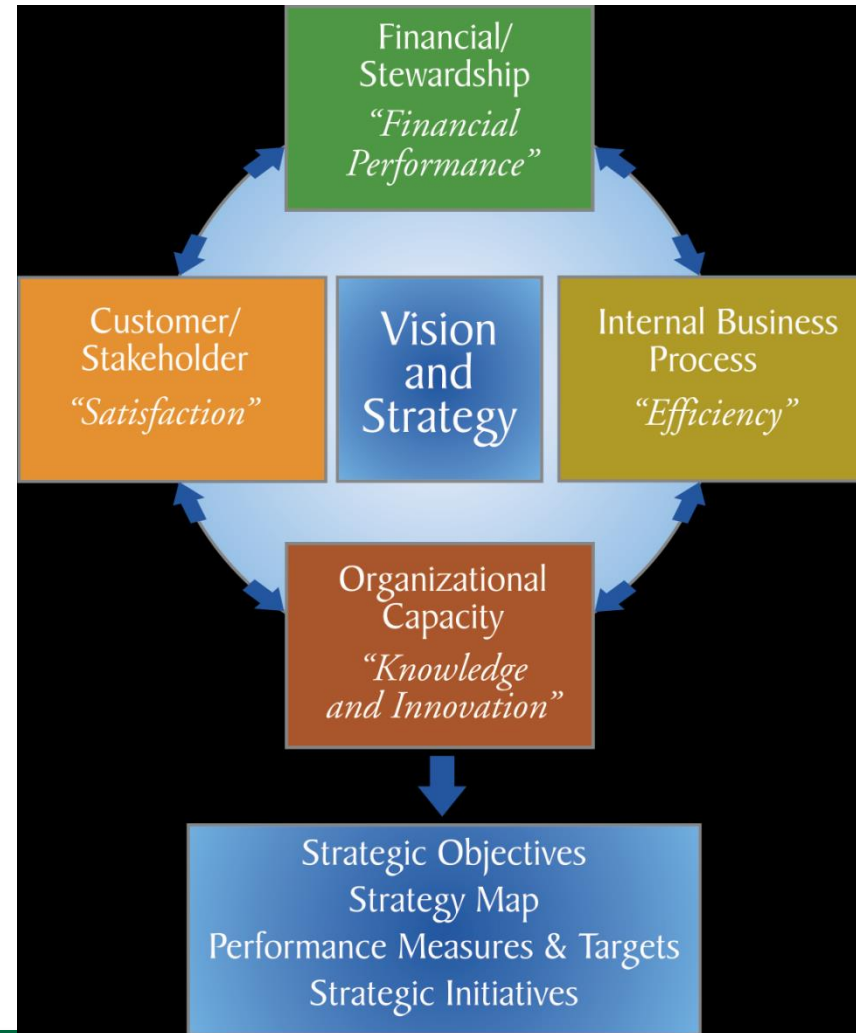 Financial/
Stewardship
“Financial
Performance”
Customer/
Stakeholder
“Satisfaction”
Vision
and
Strategy
Internal Business
Process
“Efficiency”
Organizational
Capacity
“Knowledge
and Innovation”
Strategic Objectives
Strategy Map
Performance Measures & Targets
Strategic Initiatives